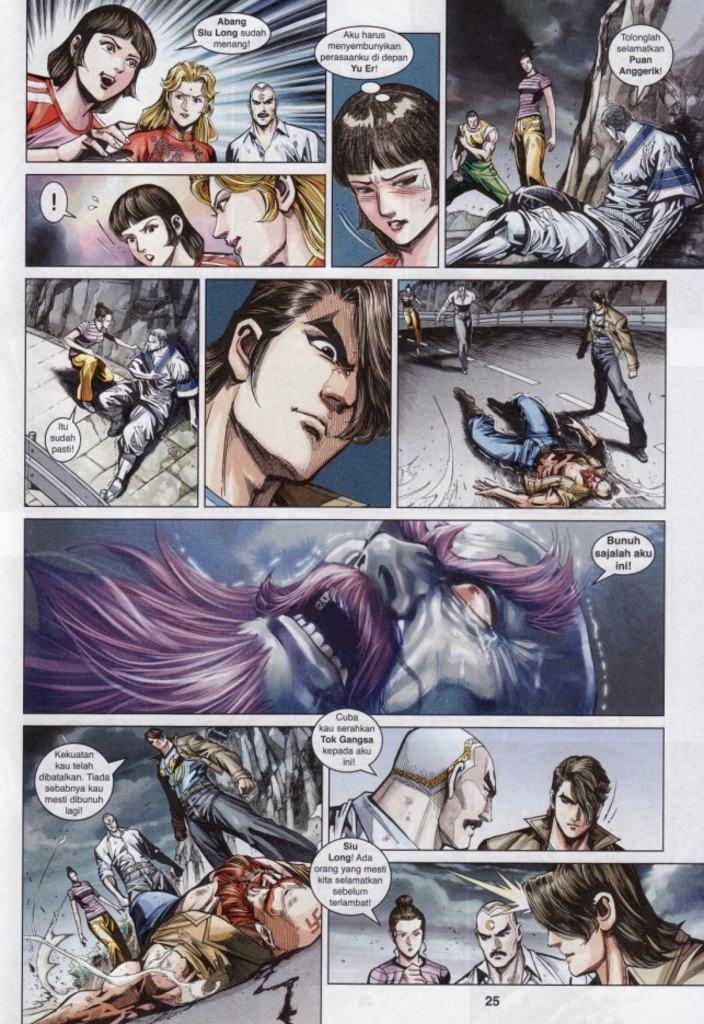 Abang
Siu Long sudah
menang!
Aku harus
menyembunyikan
perasaanku di depan
Yu Er!
Tolonglah
selamatkan
Puan
Anggerik!
!
Itu
sudah
pasti!
Bunuh
sajalah aku
ini!
Kekuatan
kau telah
dibatalkan. Tiada
sebabnya kau
mesti dibunuh
lagi!
Cuba
kau serahkan
Tok Gangsa
kepada aku
ini!
Siu
Long! Ada
orang yang mesti
kita selamatkan
sebelum
terlambat!
25